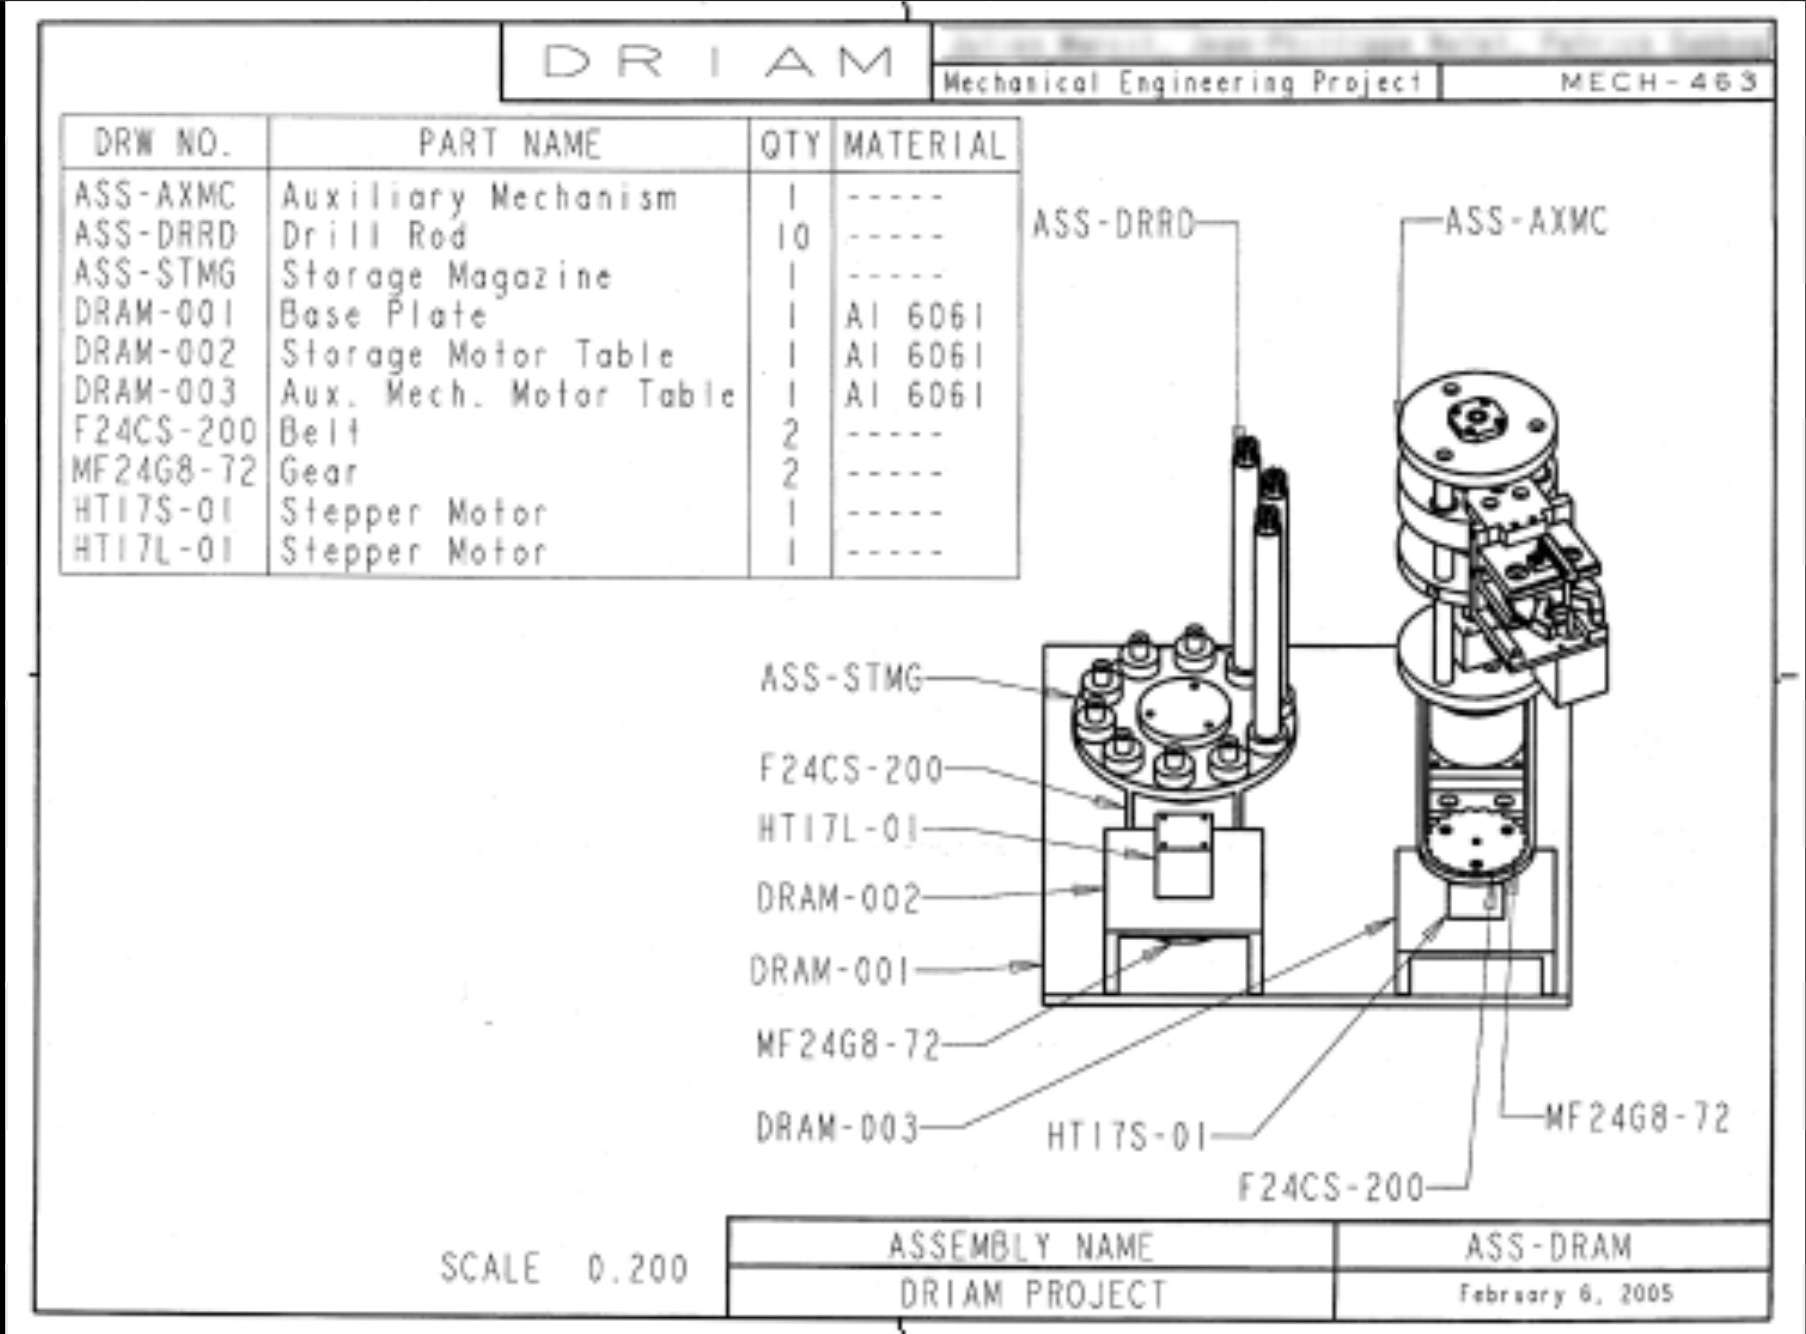 DRIAM
Mechanical Engineering Project MECH-463
DRW NO. PART NAME QTY MATERIAL
ASS-AXMC Auxiliary Mechanism 1 -----
ASS-DRRD Drill Rod 10 -----
ASS-STMG Storage Magazine 1 -----
DRAM-001 Base Plate 1 Al 6061
DRAM-002 Storage Motor Table 1 Al 6061
DRAM-003 Aux. Mech. Motor Table 1 Al 6061
F24CS-200 Belt 2 -----
MF24G8-72 Gear 2 -----
HT17S-01 Stepper Motor 1 -----
HT17L-01 Stepper Motor 1 -----
ASS-DRRD
ASS-AXMC
ASS-STMG
F24CS-200
HT17L-01
DRAM-002
DRAM-001
MF24G8-72
DRAM-003
HT17S-01
MF24G8-72
F24CS-200
SCALE 0.200
ASSEMBLY NAME ASS-DRAM
DRIAM PROJECT February 6, 2005